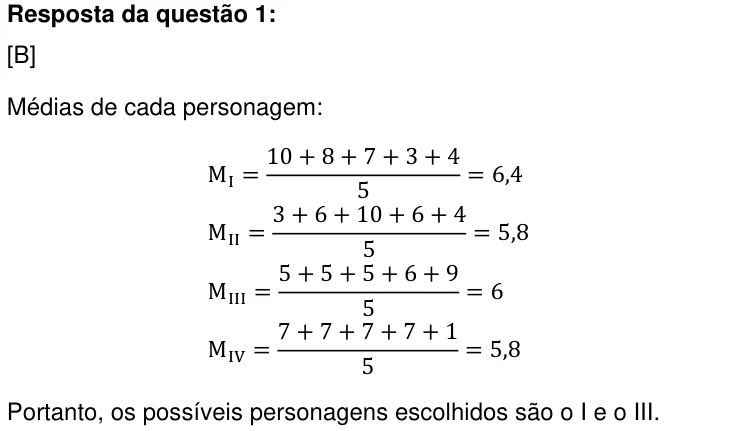 Resposta da questão 1:
[B]
Médias de cada personagem:
M_I = (10 + 8 + 7 + 3 + 4)/5 = 6,4
M_II = (3 + 6 + 10 + 6 + 4)/5 = 5,8
M_III = (5 + 5 + 5 + 6 + 9)/5 = 6
M_IV = (7 + 7 + 7 + 7 + 1)/5 = 5,8
Portanto, os possíveis personagens escolhidos são o I e o III.